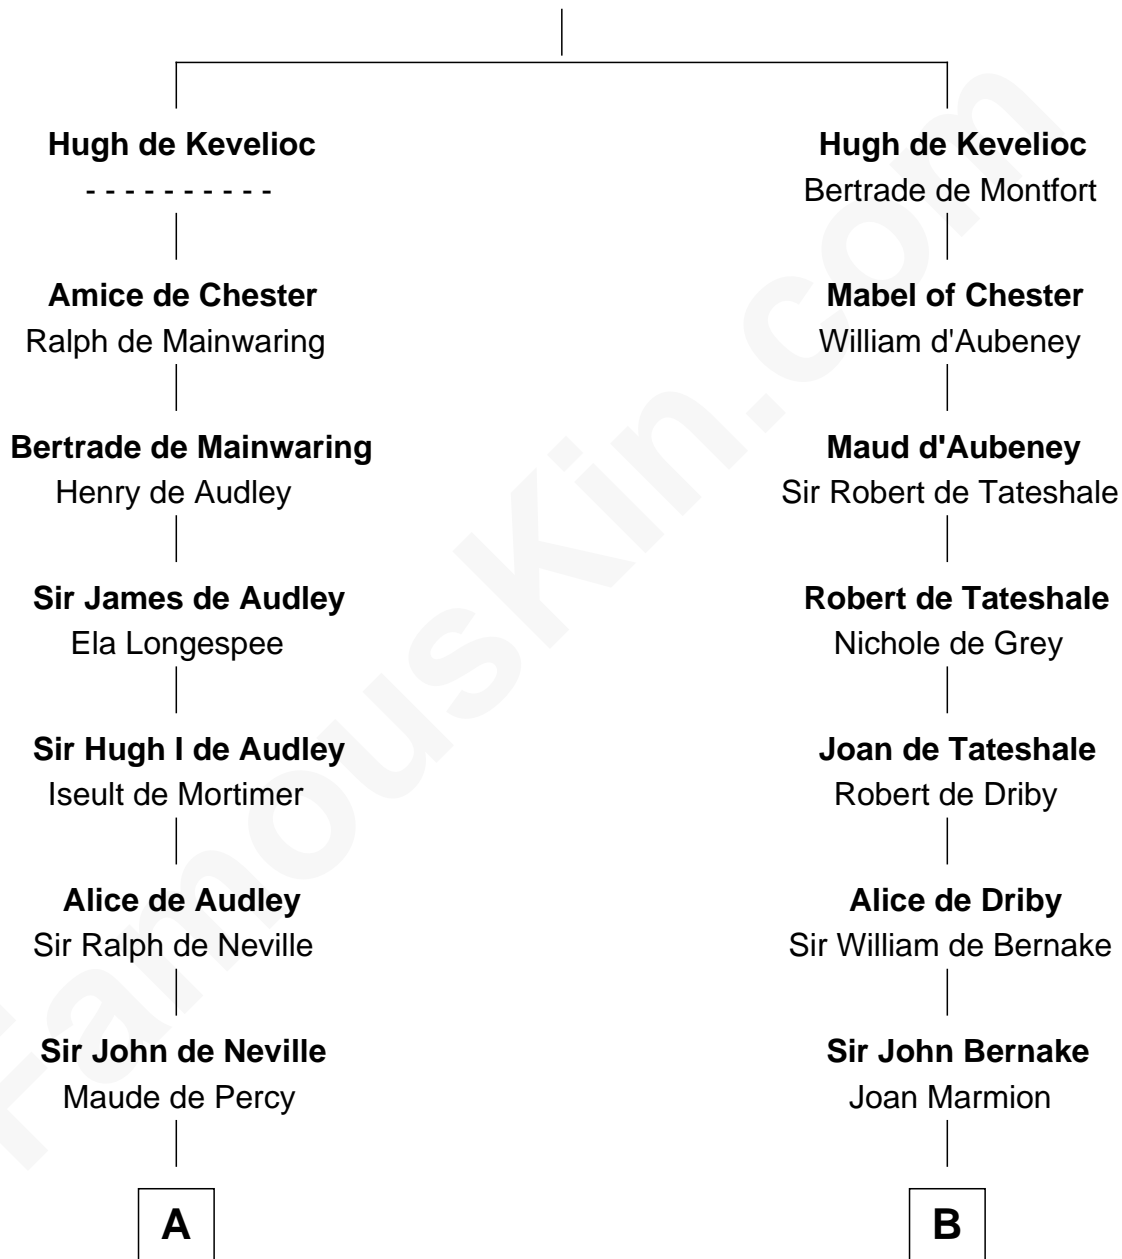 Hugh de Kevelioc
- - - - - - - - - -
Amice de Chester
Ralph de Mainwaring
Bertrade de Mainwaring
Henry de Audley
Sir James de Audley
Ela Longespee
Sir Hugh I de Audley
Iseult de Mortimer
Alice de Audley
Sir Ralph de Neville
Sir John de Neville
Maude de Percy
A
Hugh de Kevelioc
Bertrade de Montfort
Mabel of Chester
William d'Aubeney
Maud d'Aubeney
Sir Robert de Tateshale
Robert de Tateshale
Nichole de Grey
Joan de Tateshale
Robert de Driby
Alice de Driby
Sir William de Bernake
Sir John Bernake
Joan Marmion
B
FamousKin.com